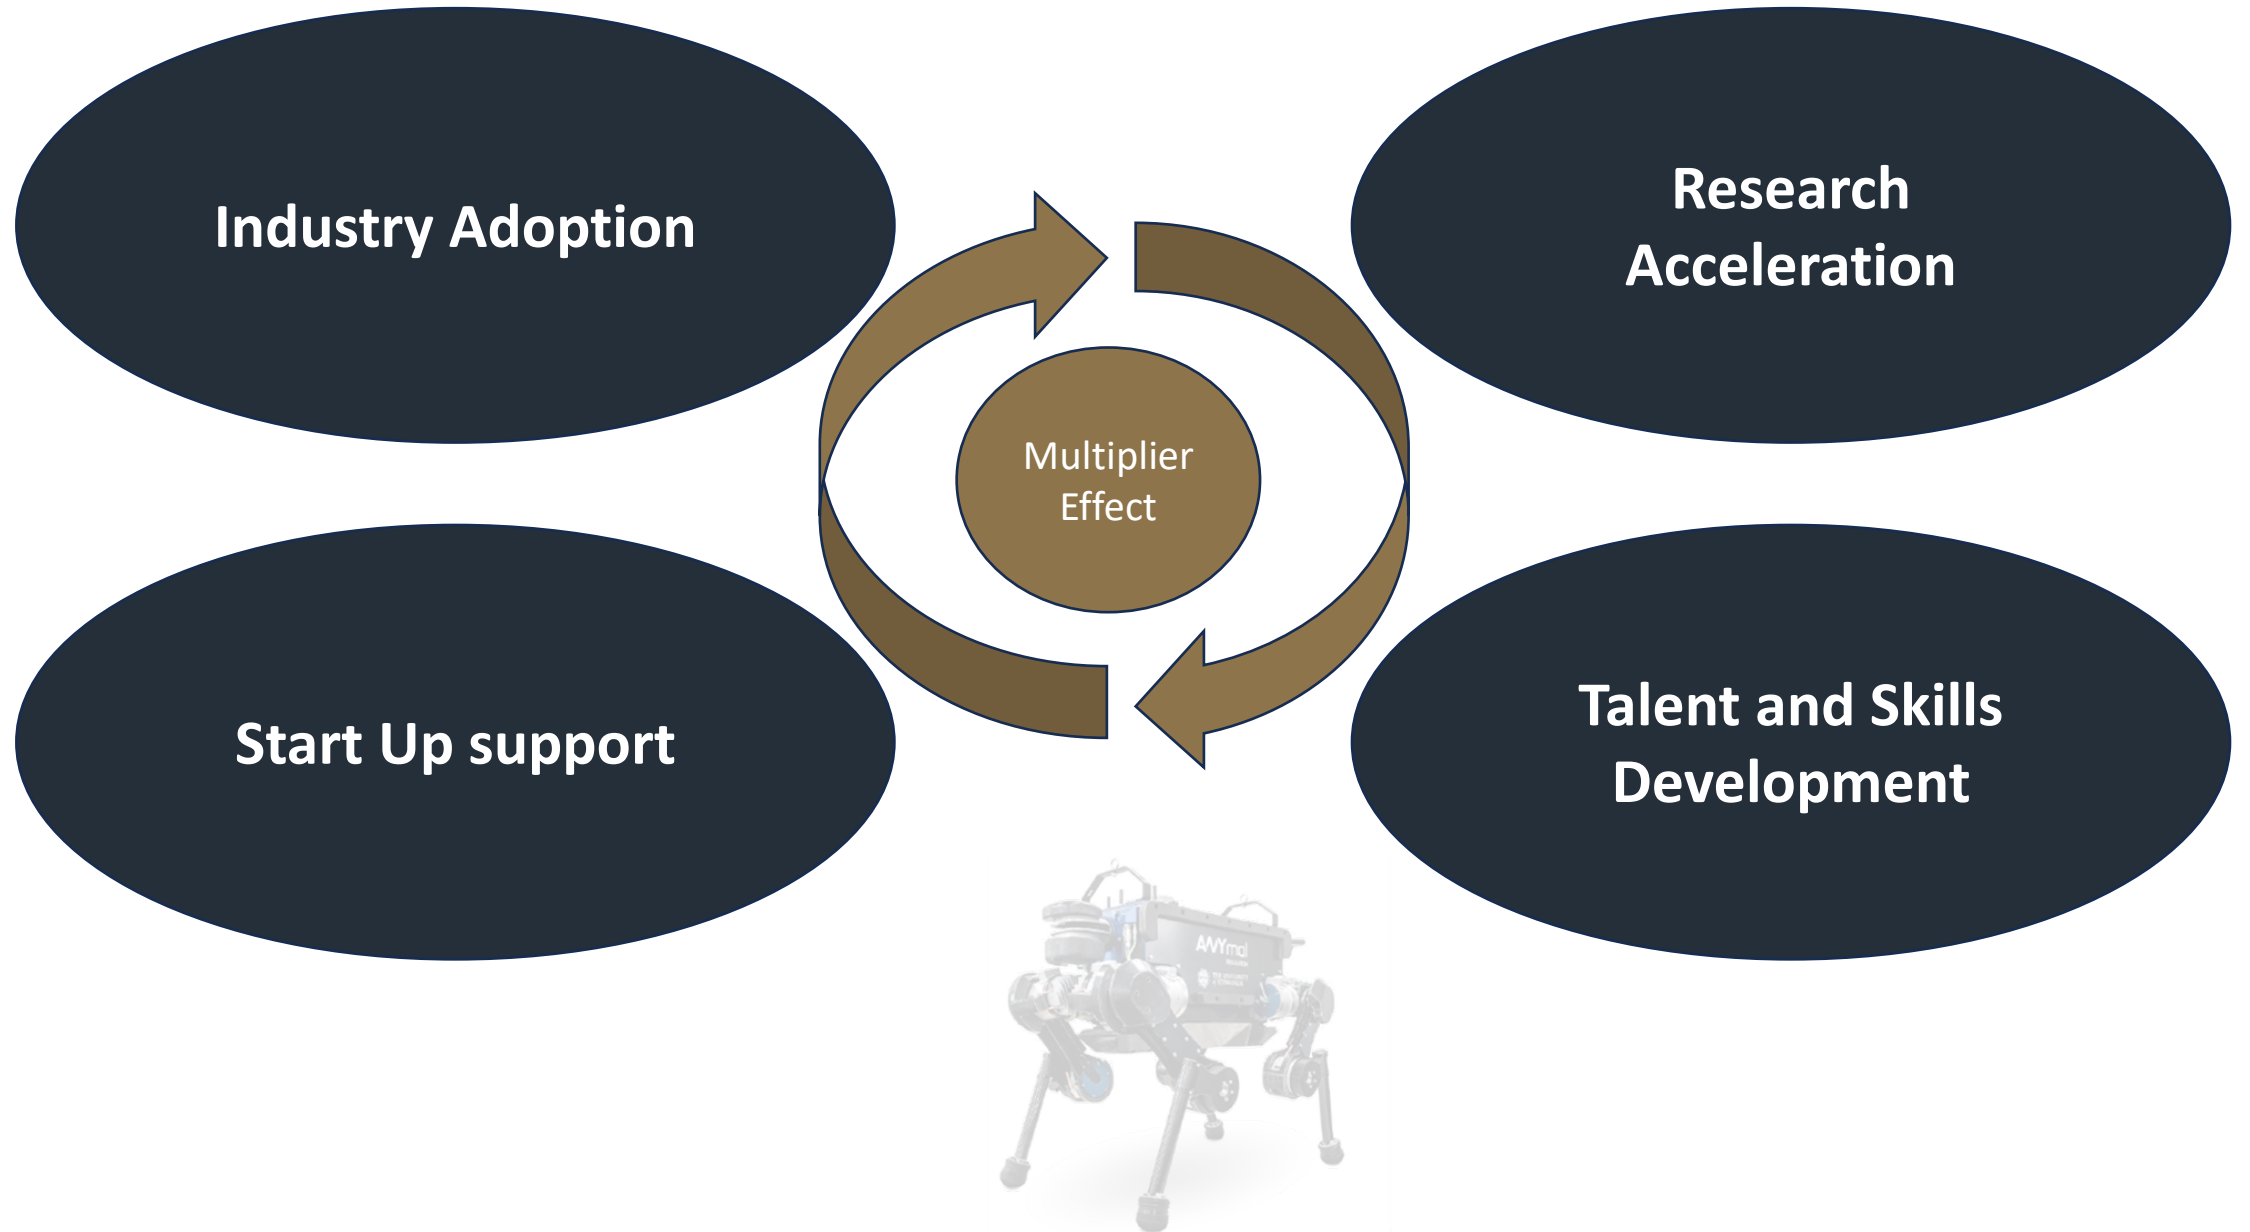 Industry Adoption
Research
Acceleration
Multiplier
Effect
Start Up support
Talent and Skills
Development
ANYmal